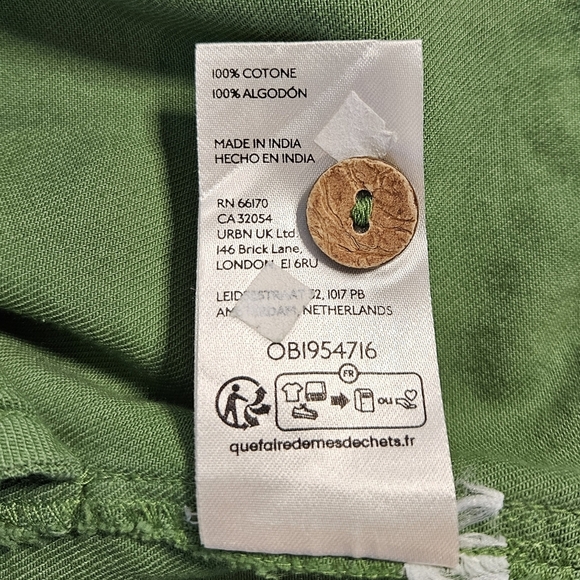 100% COTONE
100% ALGODÓN
MADE IN INDIA
HECHO EN INDIA
RN 66170
CA 32054
URBN UK Ltd.
146 Brick Lane,
LONDON E1 6RU
32, 1017 PB
NETHERLANDS
OB1954716
FR
OU
quefairedemesdechets.fr